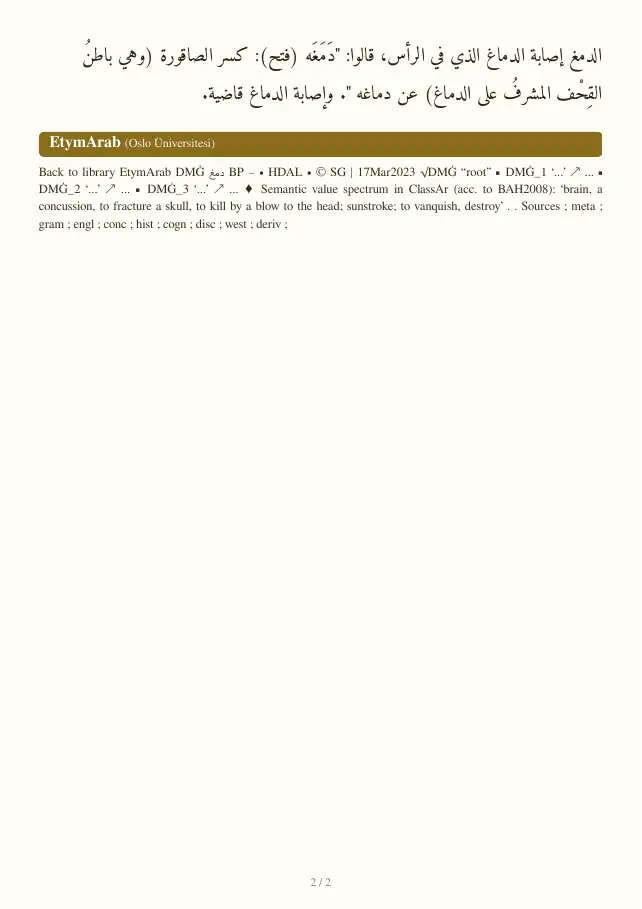 الدمغ إصابة الدماغ الذي في الرأس، قالوا: "دَمَغَه (فتح): كسر الصاقورة (وهي باطنُ
القِحْف المشرفُ على الدماغ) عن دماغه ". وإصابة الدماغ قاضية.
EtymArab (Oslo Üniversitesi)
Back to library EtymArab DMĠ دمغ BP – • HDAL • © SG | 17Mar2023 √DMĠ “root” ▪ DMĠ_1 ‘...’ ↗ ... ▪
DMĠ_2 ‘...’ ↗ ... ▪ DMĠ_3 ‘...’ ↗ ... ♦ Semantic value spectrum in ClassAr (acc. to BAH2008): ‘brain, a
concussion, to fracture a skull, to kill by a blow to the head; sunstroke; to vanquish, destroy’ . . Sources ; meta ;
gram ; engl ; conc ; hist ; cogn ; disc ; west ; deriv ;
2 / 2